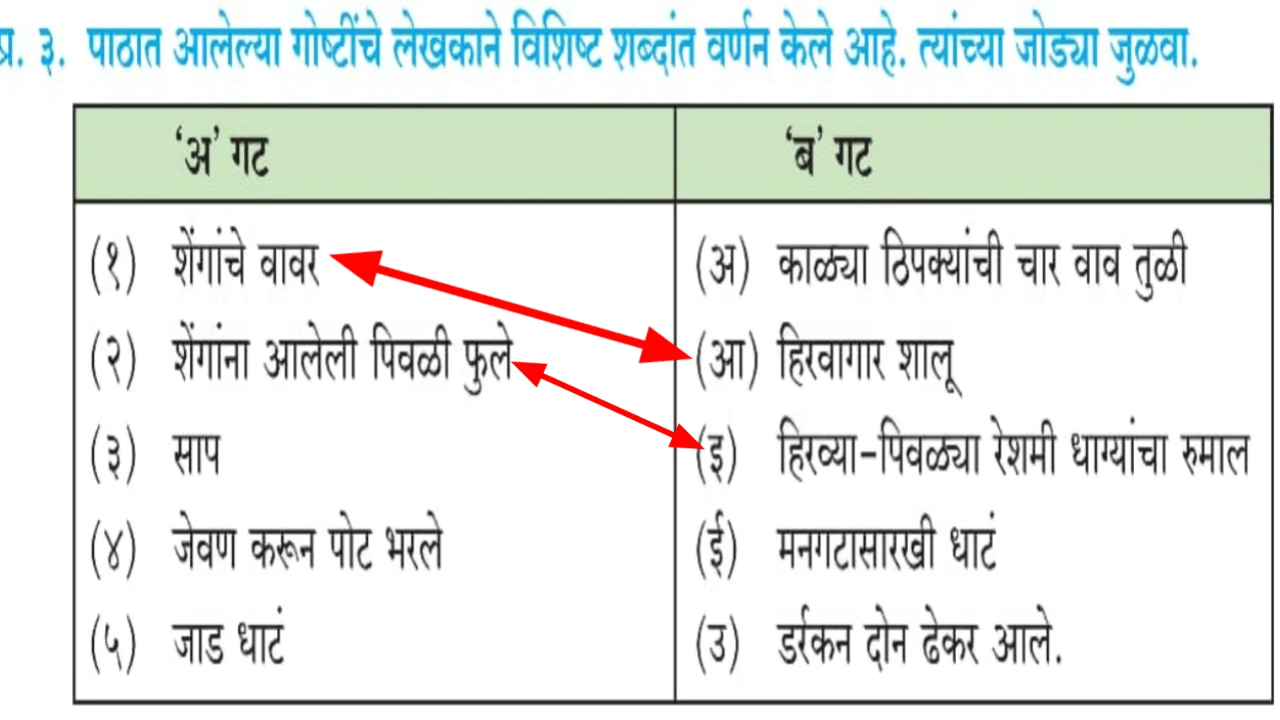 प्र. ३. पाठात आलेल्या गोष्टींचे लेखकाने विशिष्ट शब्दांत वर्णन केले आहे. त्यांच्या जोड्या जुळवा.
‘अ’ गट ‘ब’ गट
(१) शेंगांचे वावर (अ) काळ्या ठिपक्यांची चार वाव तुळी
(२) शेंगांना आलेली पिवळी फुले (आ) हिरवागार शालू
(३) साप (इ) हिरव्या-पिवळ्या रेशमी धाग्यांचा रुमाल
(४) जेवण करून पोट भरले (ई) मनगटासारखी धाटं
(५) जाड धाटं (उ) डर्रकन दोन ढेकर आले.